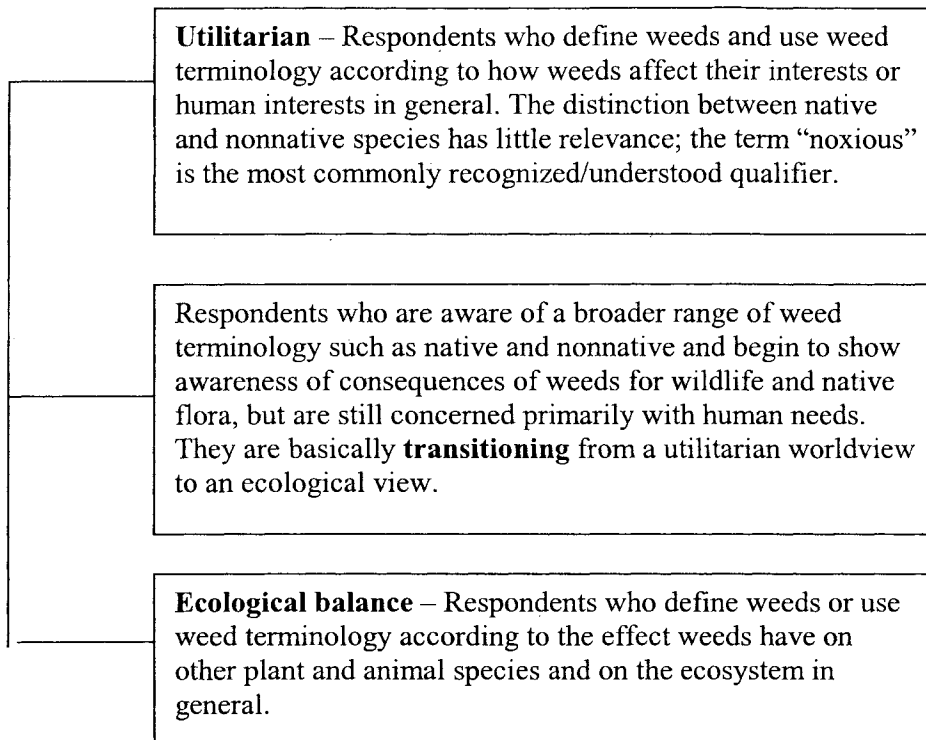 Utilitarian – Respondents who define weeds and use weed
terminology according to how weeds affect their interests or
human interests in general. The distinction between native
and nonnative species has little relevance; the term “noxious”
is the most commonly recognized/understood qualifier.
Respondents who are aware of a broader range of weed
terminology such as native and nonnative and begin to show
awareness of consequences of weeds for wildlife and native
flora, but are still concerned primarily with human needs.
They are basically transitioning from a utilitarian worldview
to an ecological view.
Ecological balance – Respondents who define weeds or use
weed terminology according to the effect weeds have on
other plant and animal species and on the ecosystem in
general.